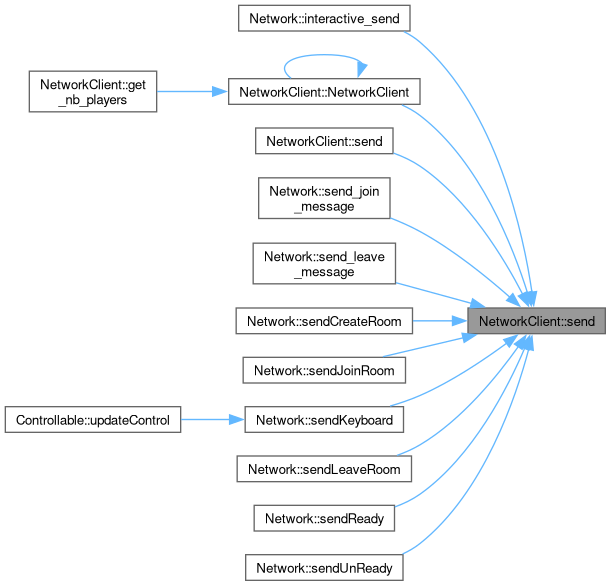 Network::interactive_send
NetworkClient::get
_nb_players
NetworkClient::NetworkClient
NetworkClient::send
Network::send_join
_message
Network::send_leave
_message
Network::sendCreateRoom
NetworkClient::send
Network::sendJoinRoom
Controllable::updateControl
Network::sendKeyboard
Network::sendLeaveRoom
Network::sendReady
Network::sendUnReady